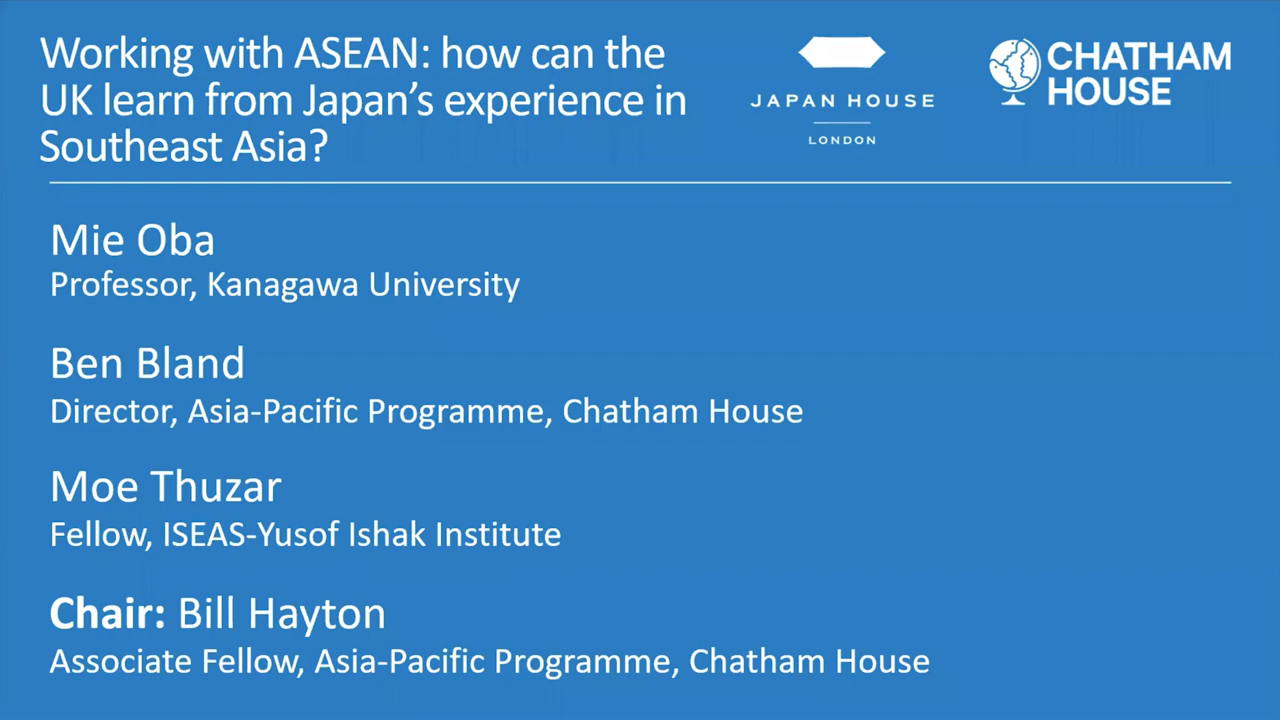 Working with ASEAN: how can the
UK learn from Japan's experience in
Southeast Asia?
JAPAN HOUSE
LONDON
CHATHAM
HOUSE
Mie Oba
Professor, Kanagawa University
Ben Bland
Director, Asia-Pacific Programme, Chatham House
Moe Thuzar
Fellow, ISEAS-Yusof Ishak Institute
Chair: Bill Hayton
Associate Fellow, Asia-Pacific Programme, Chatham House